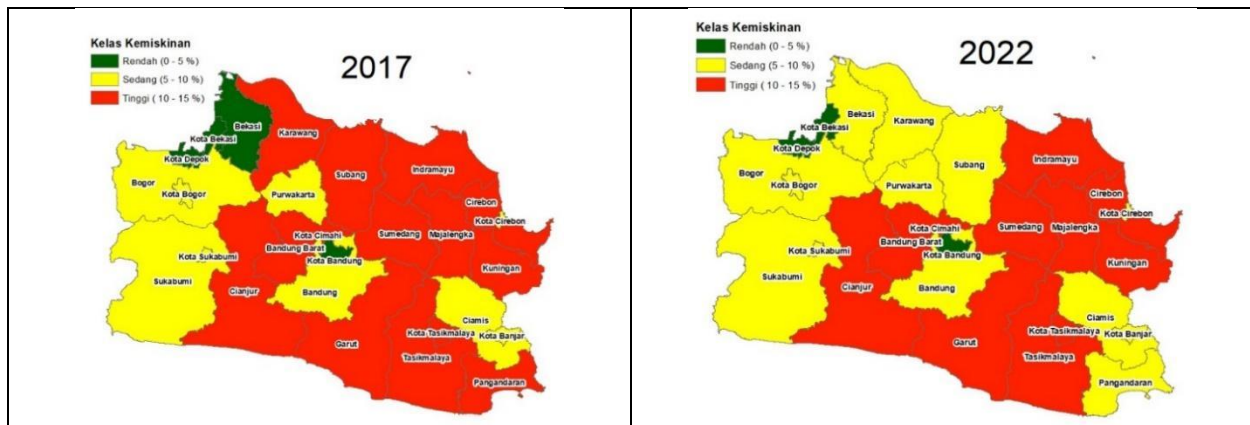 Kelas Kemiskinan
Rendah (0 - 5 %)
Sedang (5 - 10 %)
Tinggi ( 10 - 15 %)
2017
Bekasi
Kota Bekasi
Karawang
Kota Depok
Bogor
Kota Bogor
Purwakarta
Subang
Indramayu
Cirebon
Kota Cirebon
Kota Cimahi
Bandung Barat
Kota Bandung
Sumedang
Majalengka
Kuningan
Kota Sukabumi
Sukabumi
Cianjur
Bandung
Ciamis
Kota Banjar
Kota Tasikmalaya
Garut
Tasikmalaya
Pangandaran
Kelas Kemiskinan
Rendah (0 - 5 %)
Sedang (5 - 10 %)
Tinggi ( 10 - 15 %)
2022
Bekasi
Kota Bekasi
Karawang
Kota Depok
Bogor
Kota Bogor
Purwakarta
Subang
Indramayu
Cirebon
Kota Cirebon
Kota Cimahi
Bandung Barat
Kota Bandung
Sumedang
Majalengka
Kuningan
Kota Sukabumi
Sukabumi
Cianjur
Bandung
Ciamis
Kota Banjar
Kota Tasikmalaya
Garut
Tasikmalaya
Pangandaran